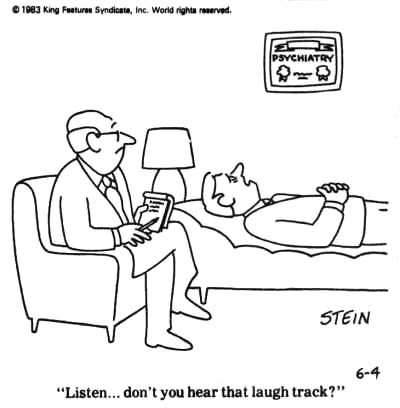 © 1983 King Features Syndicate, Inc. World rights reserved.
PSYCHIATRY
STEIN
6-4
"Listen... don't you hear that laugh track?"